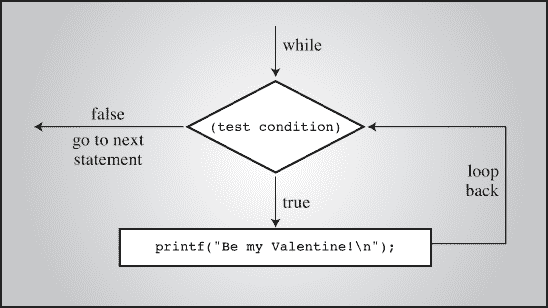 while
false
(test condition)
go to next
statement
loop
back
true
printf("Be my Valentine!\n");